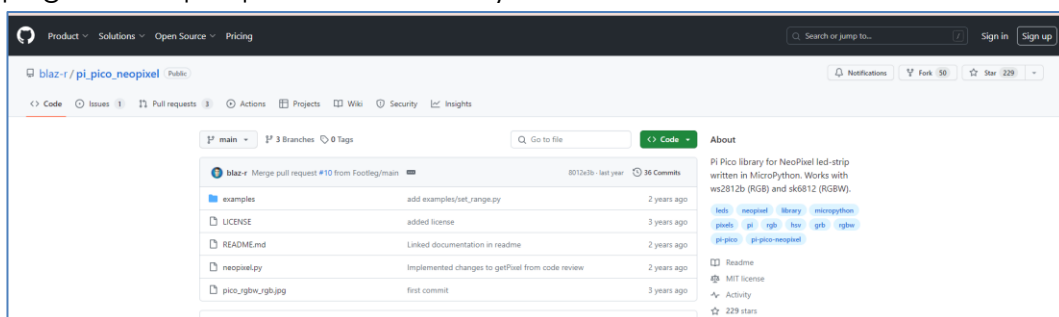 Product Solutions Open Source Pricing Search or jump to... / Sign in Sign up
blaz-r / pi_pico_neopixel Public Notifications Fork 50 Star 229
Code Issues 1 Pull requests 3 Actions Projects Wiki Security Insights
main 3 Branches 0 Tags Go to file Code About
Pi Pico library for NeoPixel led-strip
written in MicroPython. Works with
ws2812b (RGB) and sk6812 (RGBW).
blaz-r Merge pull request #10 from Footleg/main 8012e3b · last year 36 Commits
examples add examples/set_range.py 2 years ago
LICENSE added license 3 years ago
README.md Linked documentation in readme 2 years ago
neopixel.py Implemented changes to getPixel from code review 2 years ago
pico_rgbw_rgb.jpg first commit 3 years ago
leds neopixel library micropython
pixels pi rgb hsv grb rgbw
pi-pico pi-pico-neopixel
Readme
MIT license
Activity
229 stars